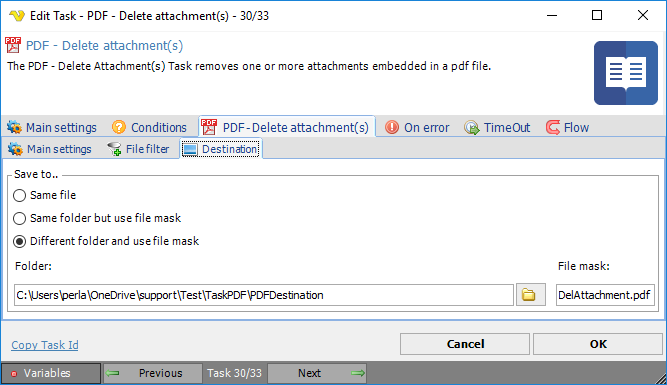 Edit Task - PDF - Delete attachment(s) - 30/33
PDF - Delete attachment(s)
The PDF - Delete Attachment(s) Task removes one or more attachments embedded in a pdf file.
Main settings Conditions PDF-Delete attachment(s) On error TimeOut Flow
Main settings File filter Destination
Save to..
Same file
Same folder but use file mask
Different folder and use file mask
Folder: File mask:
C:\Users\perla\OneDrive\support\Test\TaskPDF\PDFDestination DelAttachment.pdf
Copy Task Id Cancel OK
Variables Previous Task 30/33 Next